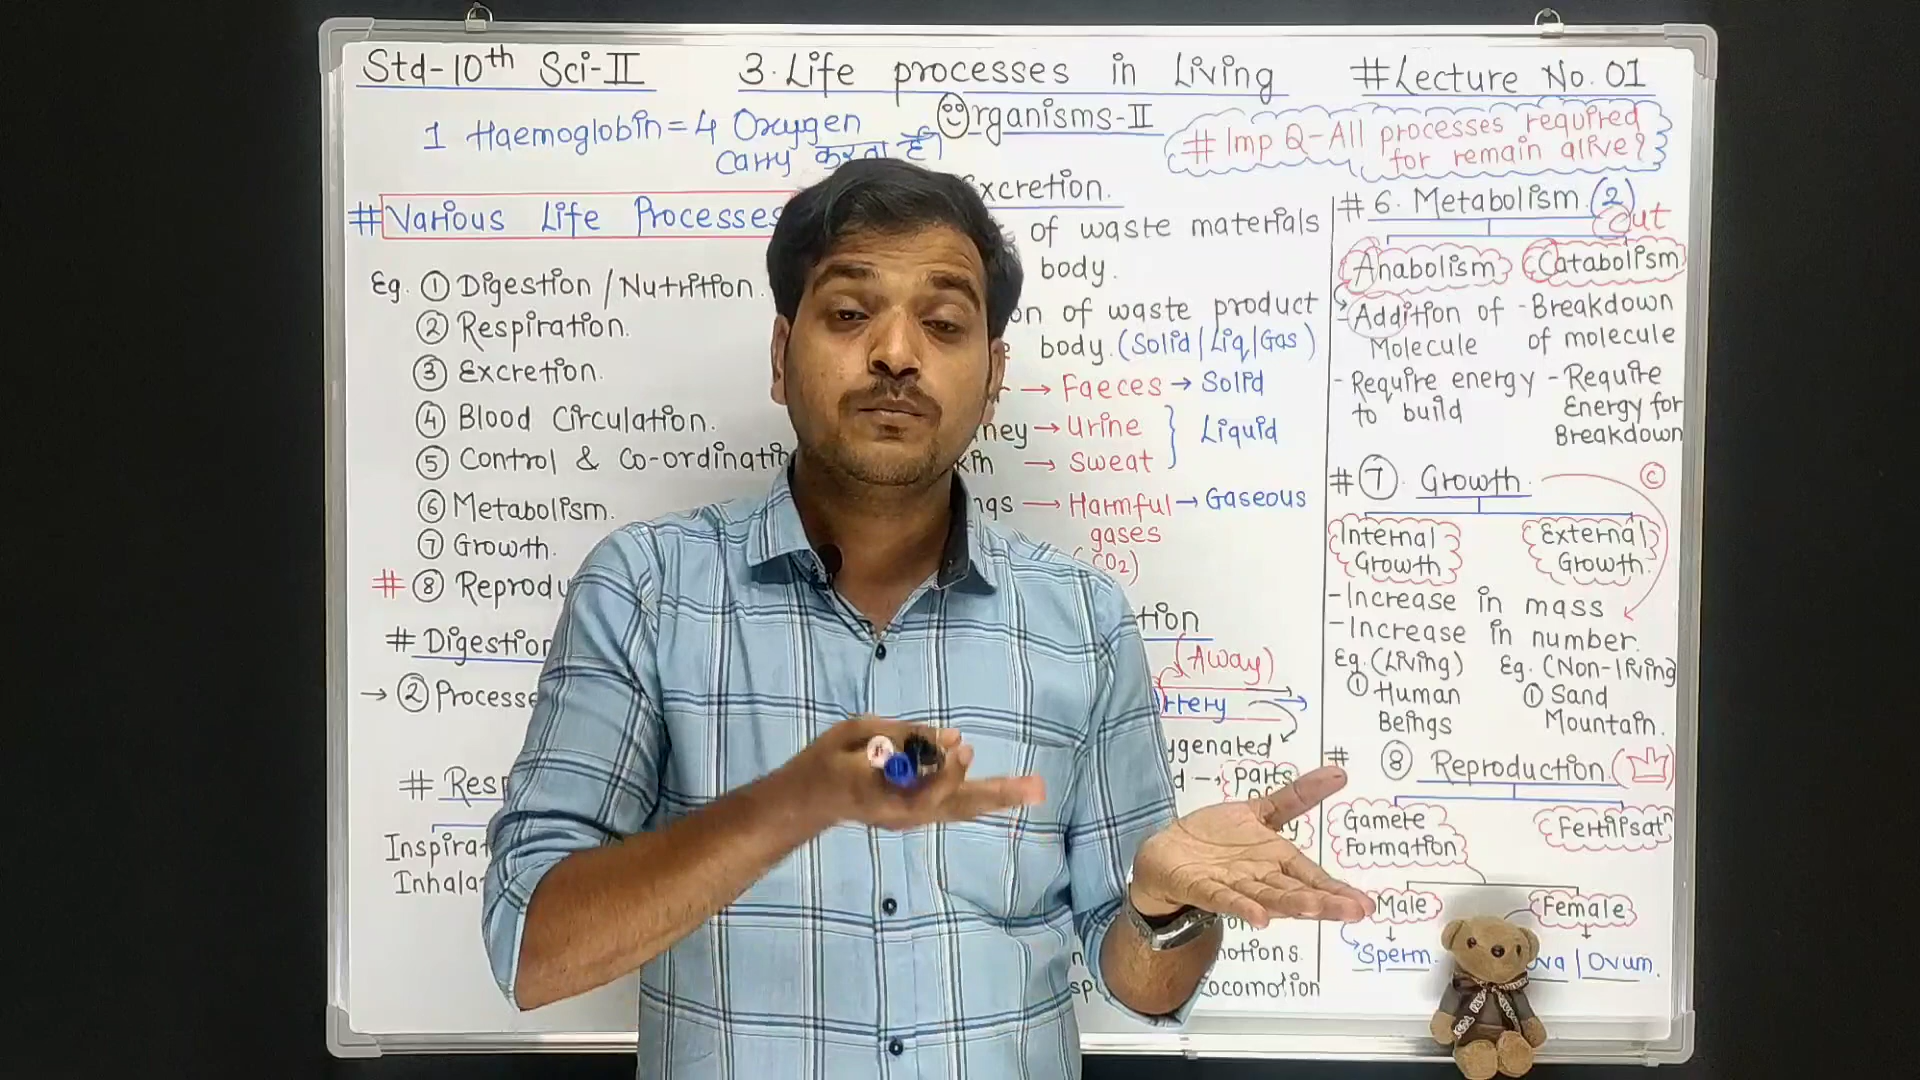 Std-10th Sci-II
3. Life processes in Living
Organisms-II
#Lecture No. 01
1 Haemoglobin = 4 Oxygen
Carry करता है।
# Imp Q-All processes required
for remain alive?
#Various Life Processes
Eg. ① Digestion / Nutrition.
② Respiration.
③ Excretion.
④ Blood Circulation.
⑤ Control & Co-ordinatin
⑥ Metabolism.
⑦ Growth.
# ⑧ Reprodu
# Digestion
→ ② Processe
# Resp
Inspirat
Inhala
xcretion.
of waste materials
body.
on of waste product
body. (Solid/Liq/Gas)
→ Faeces → Solid
ney → Urine } Liquid
kin → Sweat
ngs → Harmful → Gaseous
gases
(CO2)
tion
(Away)
rtery
ygenated
d → parts
of
y
on
notions.
Locomotion
# 6. Metabolism. (2)
Out
Anabolism Catabolism
- Addition of
Molecule
- Require energy
to build
- Breakdown
of molecule
- Require
Energy for
Breakdown
# ⑦ Growth.
©
Internal
Growth
External
Growth.
- Increase in mass
- Increase in number.
Eg. (Living)
① Human
Beings
Eg. (Non-living
① Sand
Mountain.
# ⑧ Reproduction.
Gamete
Formation
Fertilisatn
Male
Sperm.
Female
ova / Ovum.